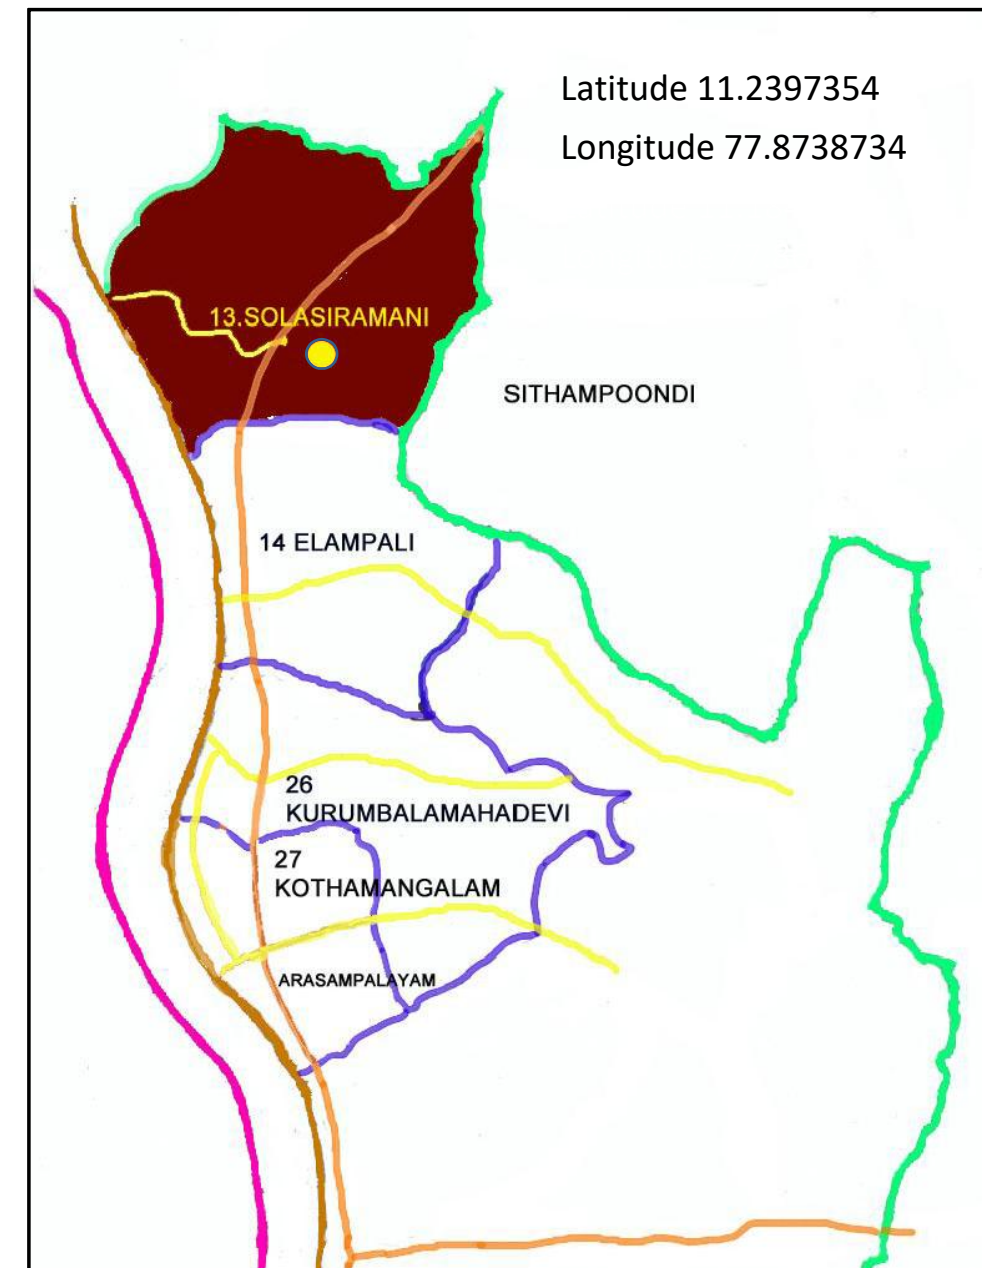 Latitude 11.2397354
Longitude 77.8738734
13.SOLASIRAMANI
SITHAMPOONDI
14 ELAMPALI
26
KURUMBALAMAHADEVI
27
KOTHAMANGALAM
ARASAMPALAYAM